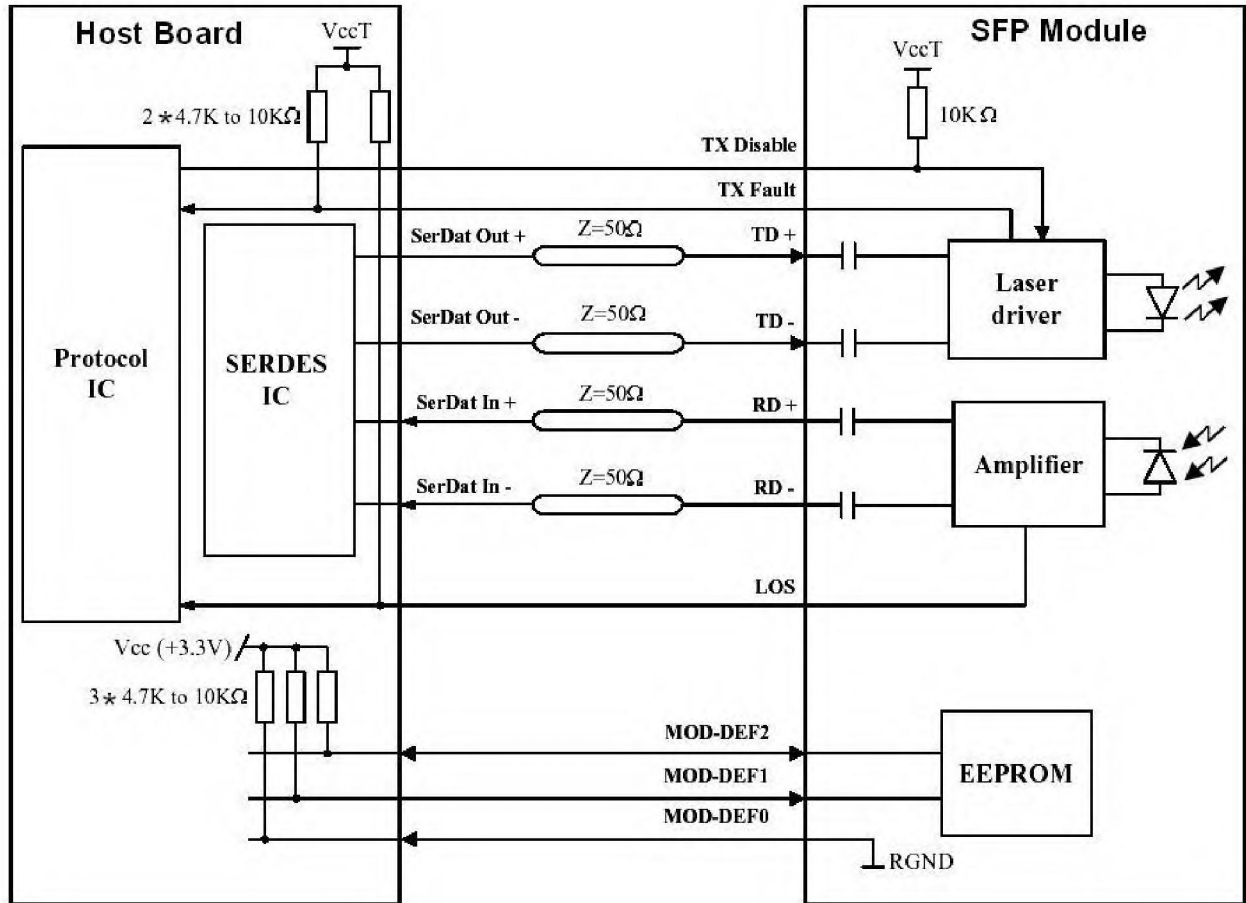 Host Board
VccT
2*4.7K to 10KΩ
SFP Module
VccT
10KΩ
TX Disable
TX Fault
SerDat Out +
Z=50Ω
TD +
SerDat Out -
Z=50Ω
TD -
SerDat In +
Z=50Ω
RD +
SerDat In -
Z=50Ω
RD -
LOS
Protocol
IC
SERDES
IC
Laser
driver
Amplifier
Vcc (+3.3V)
3*4.7K to 10KΩ
MOD-DEF2
MOD-DEF1
MOD-DEF0
EEPROM
RGND